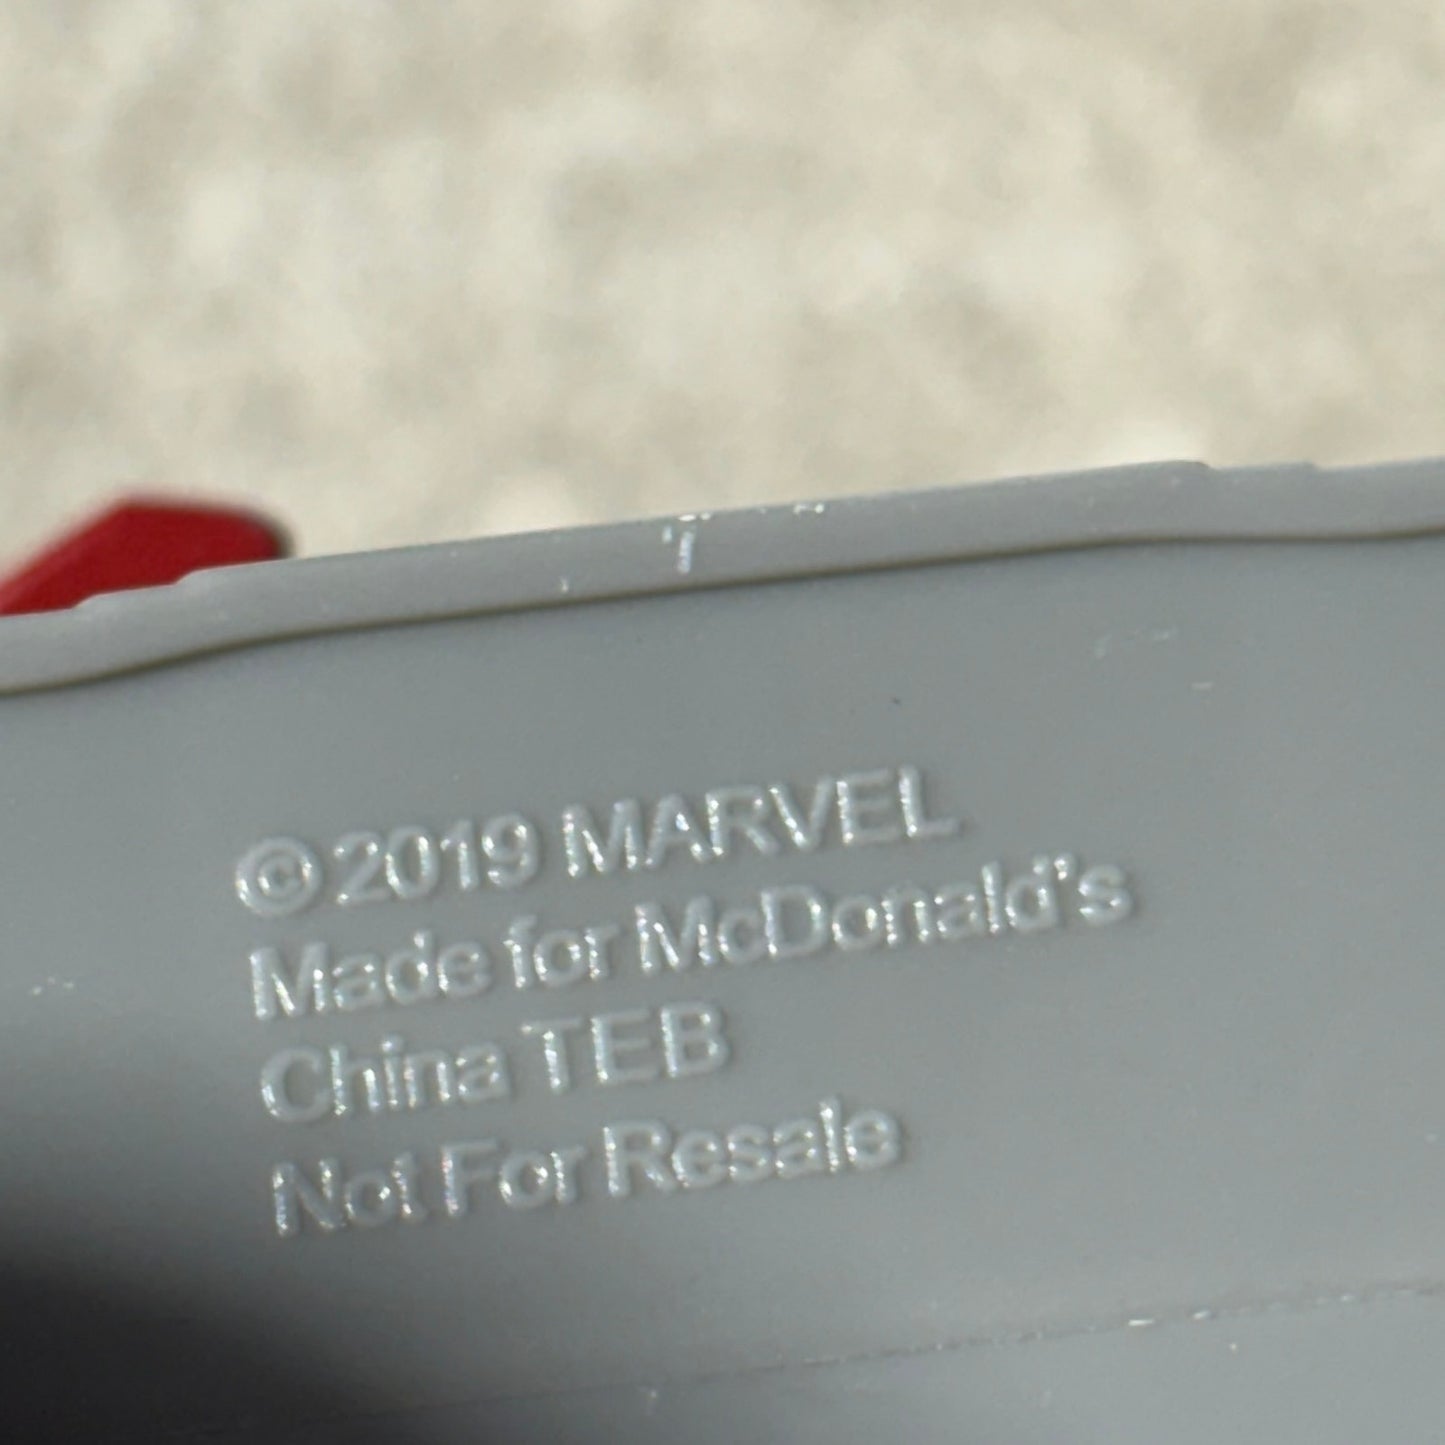 ©2019 MARVEL
Made for McDonald's
China TEB
Not For Resale